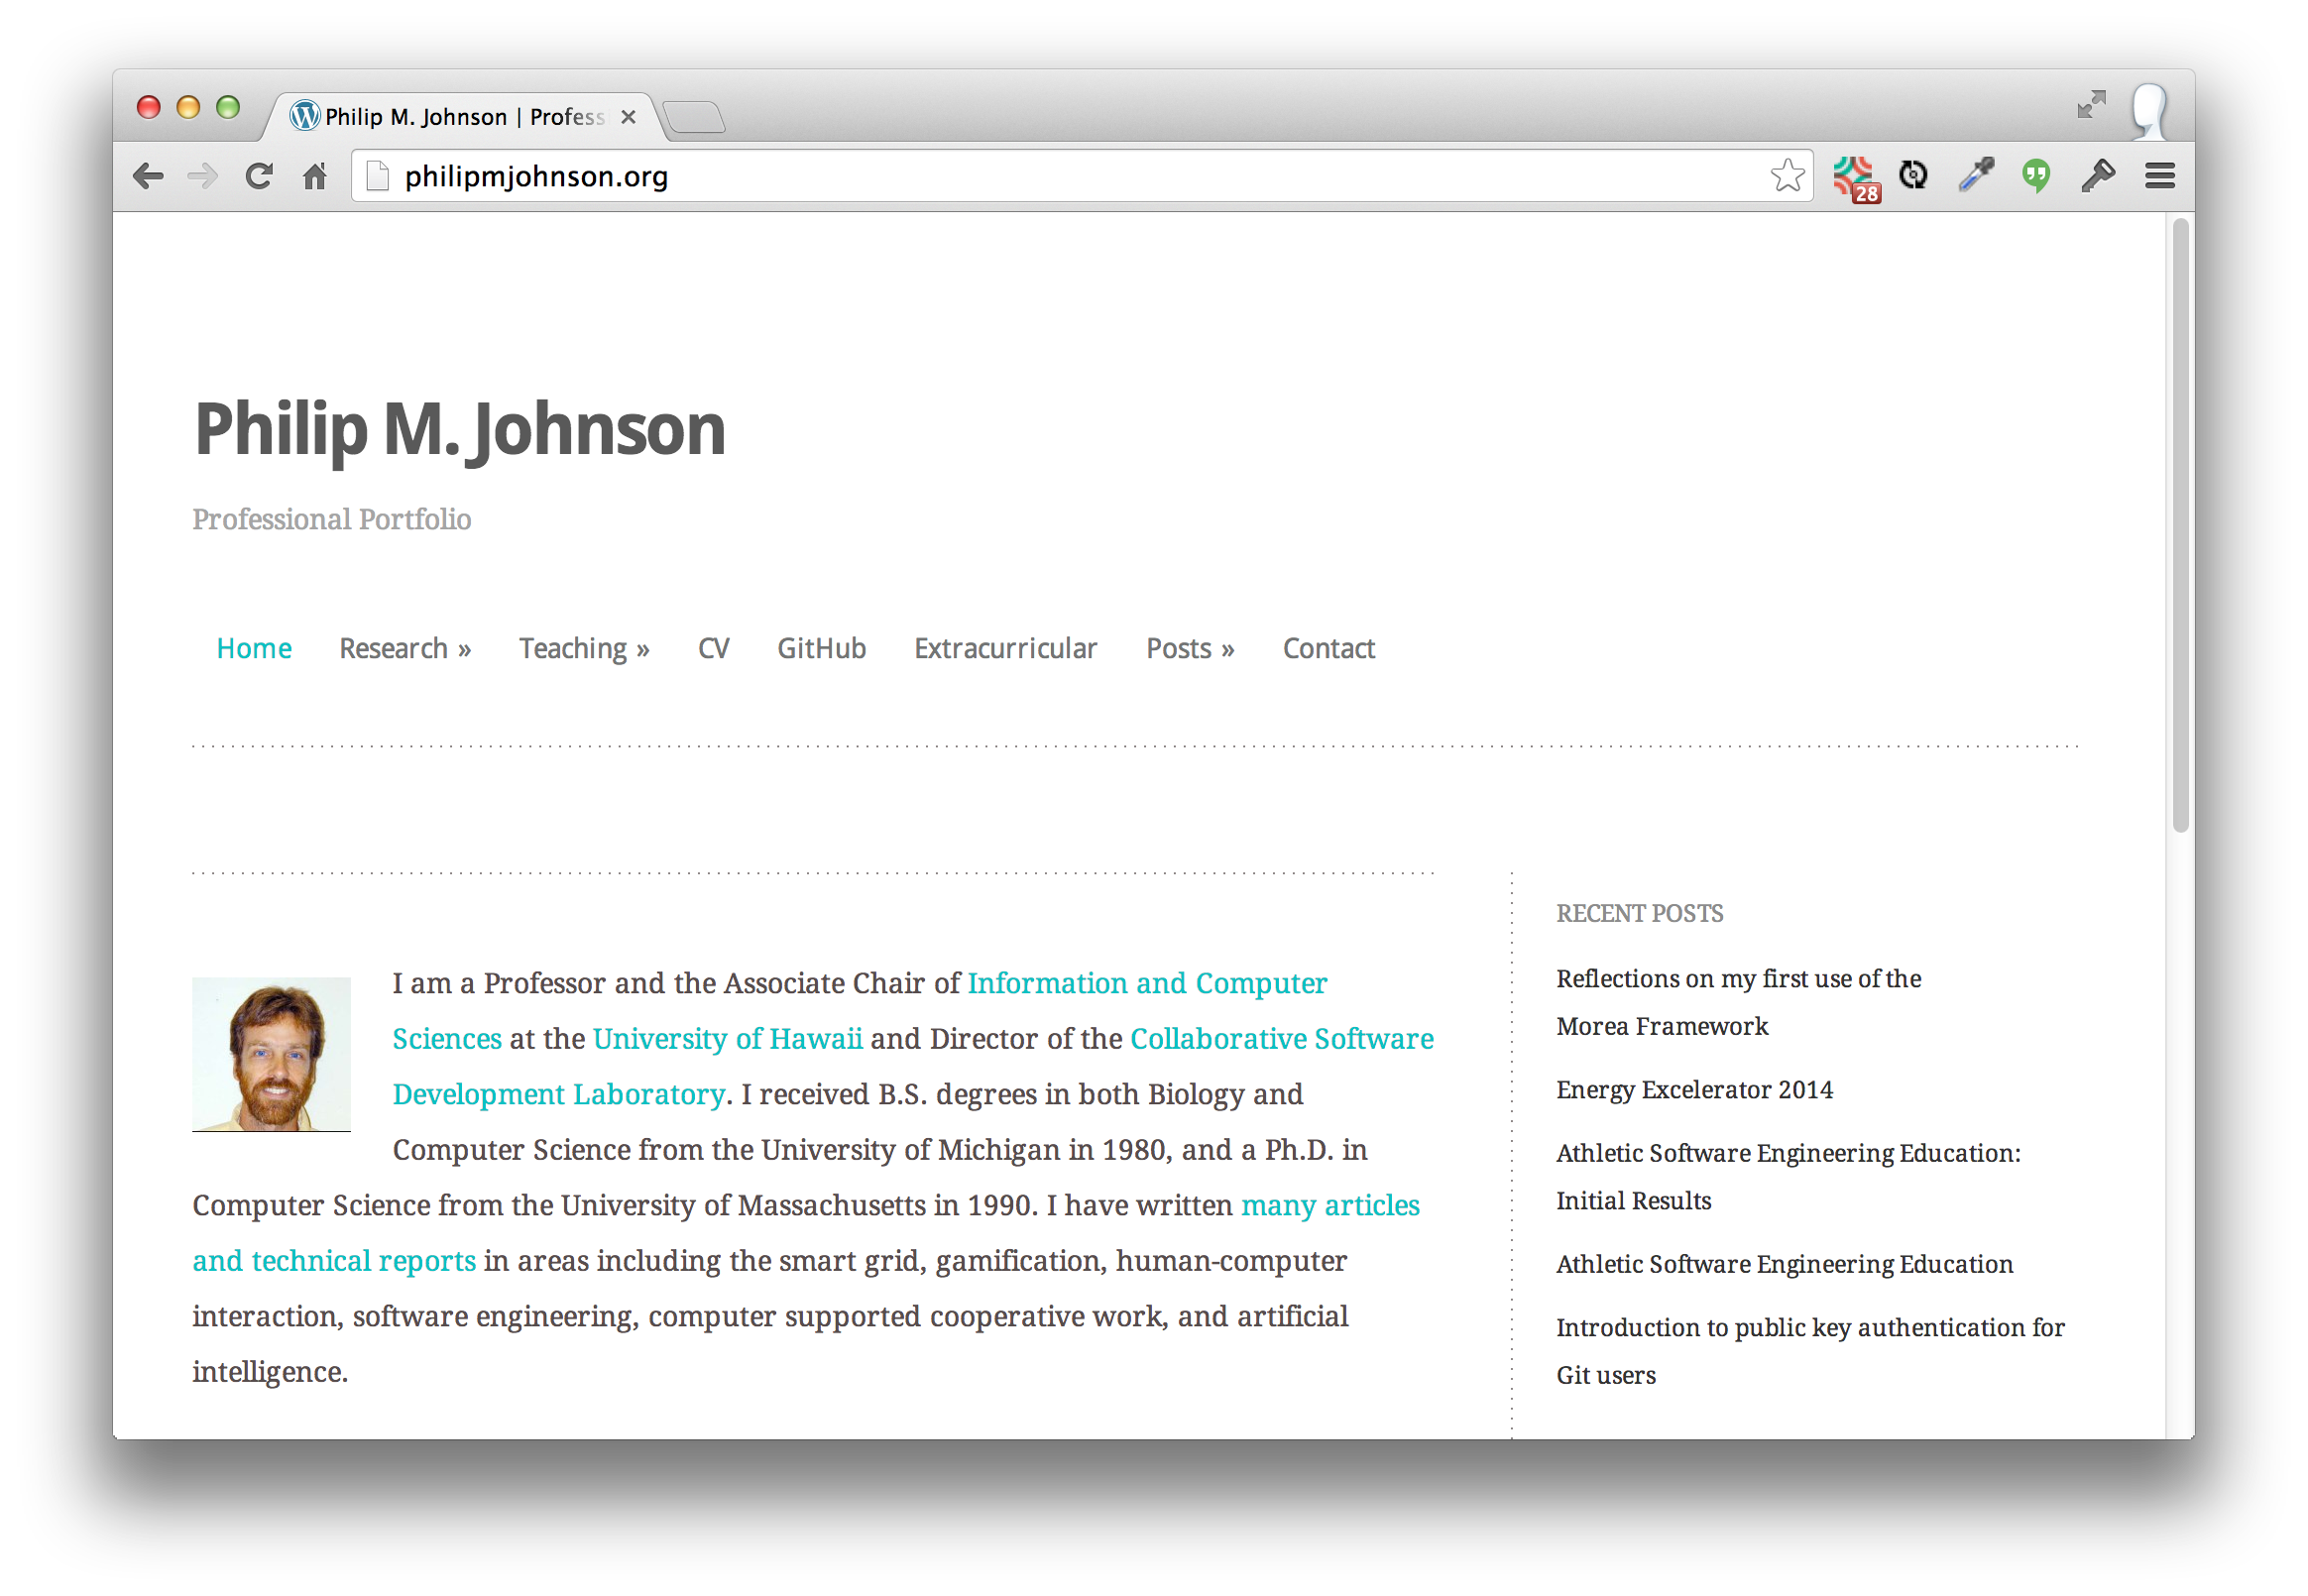 Philip M. Johnson | Profess
philipmjohnson.org
28
Philip M. Johnson
Professional Portfolio
Home Research » Teaching » CV GitHub Extracurricular Posts » Contact
I am a Professor and the Associate Chair of Information and Computer
Sciences at the University of Hawaii and Director of the Collaborative Software
Development Laboratory. I received B.S. degrees in both Biology and
Computer Science from the University of Michigan in 1980, and a Ph.D. in
Computer Science from the University of Massachusetts in 1990. I have written many articles
and technical reports in areas including the smart grid, gamification, human-computer
interaction, software engineering, computer supported cooperative work, and artificial
intelligence.
RECENT POSTS
Reflections on my first use of the
Morea Framework
Energy Excelerator 2014
Athletic Software Engineering Education:
Initial Results
Athletic Software Engineering Education
Introduction to public key authentication for
Git users